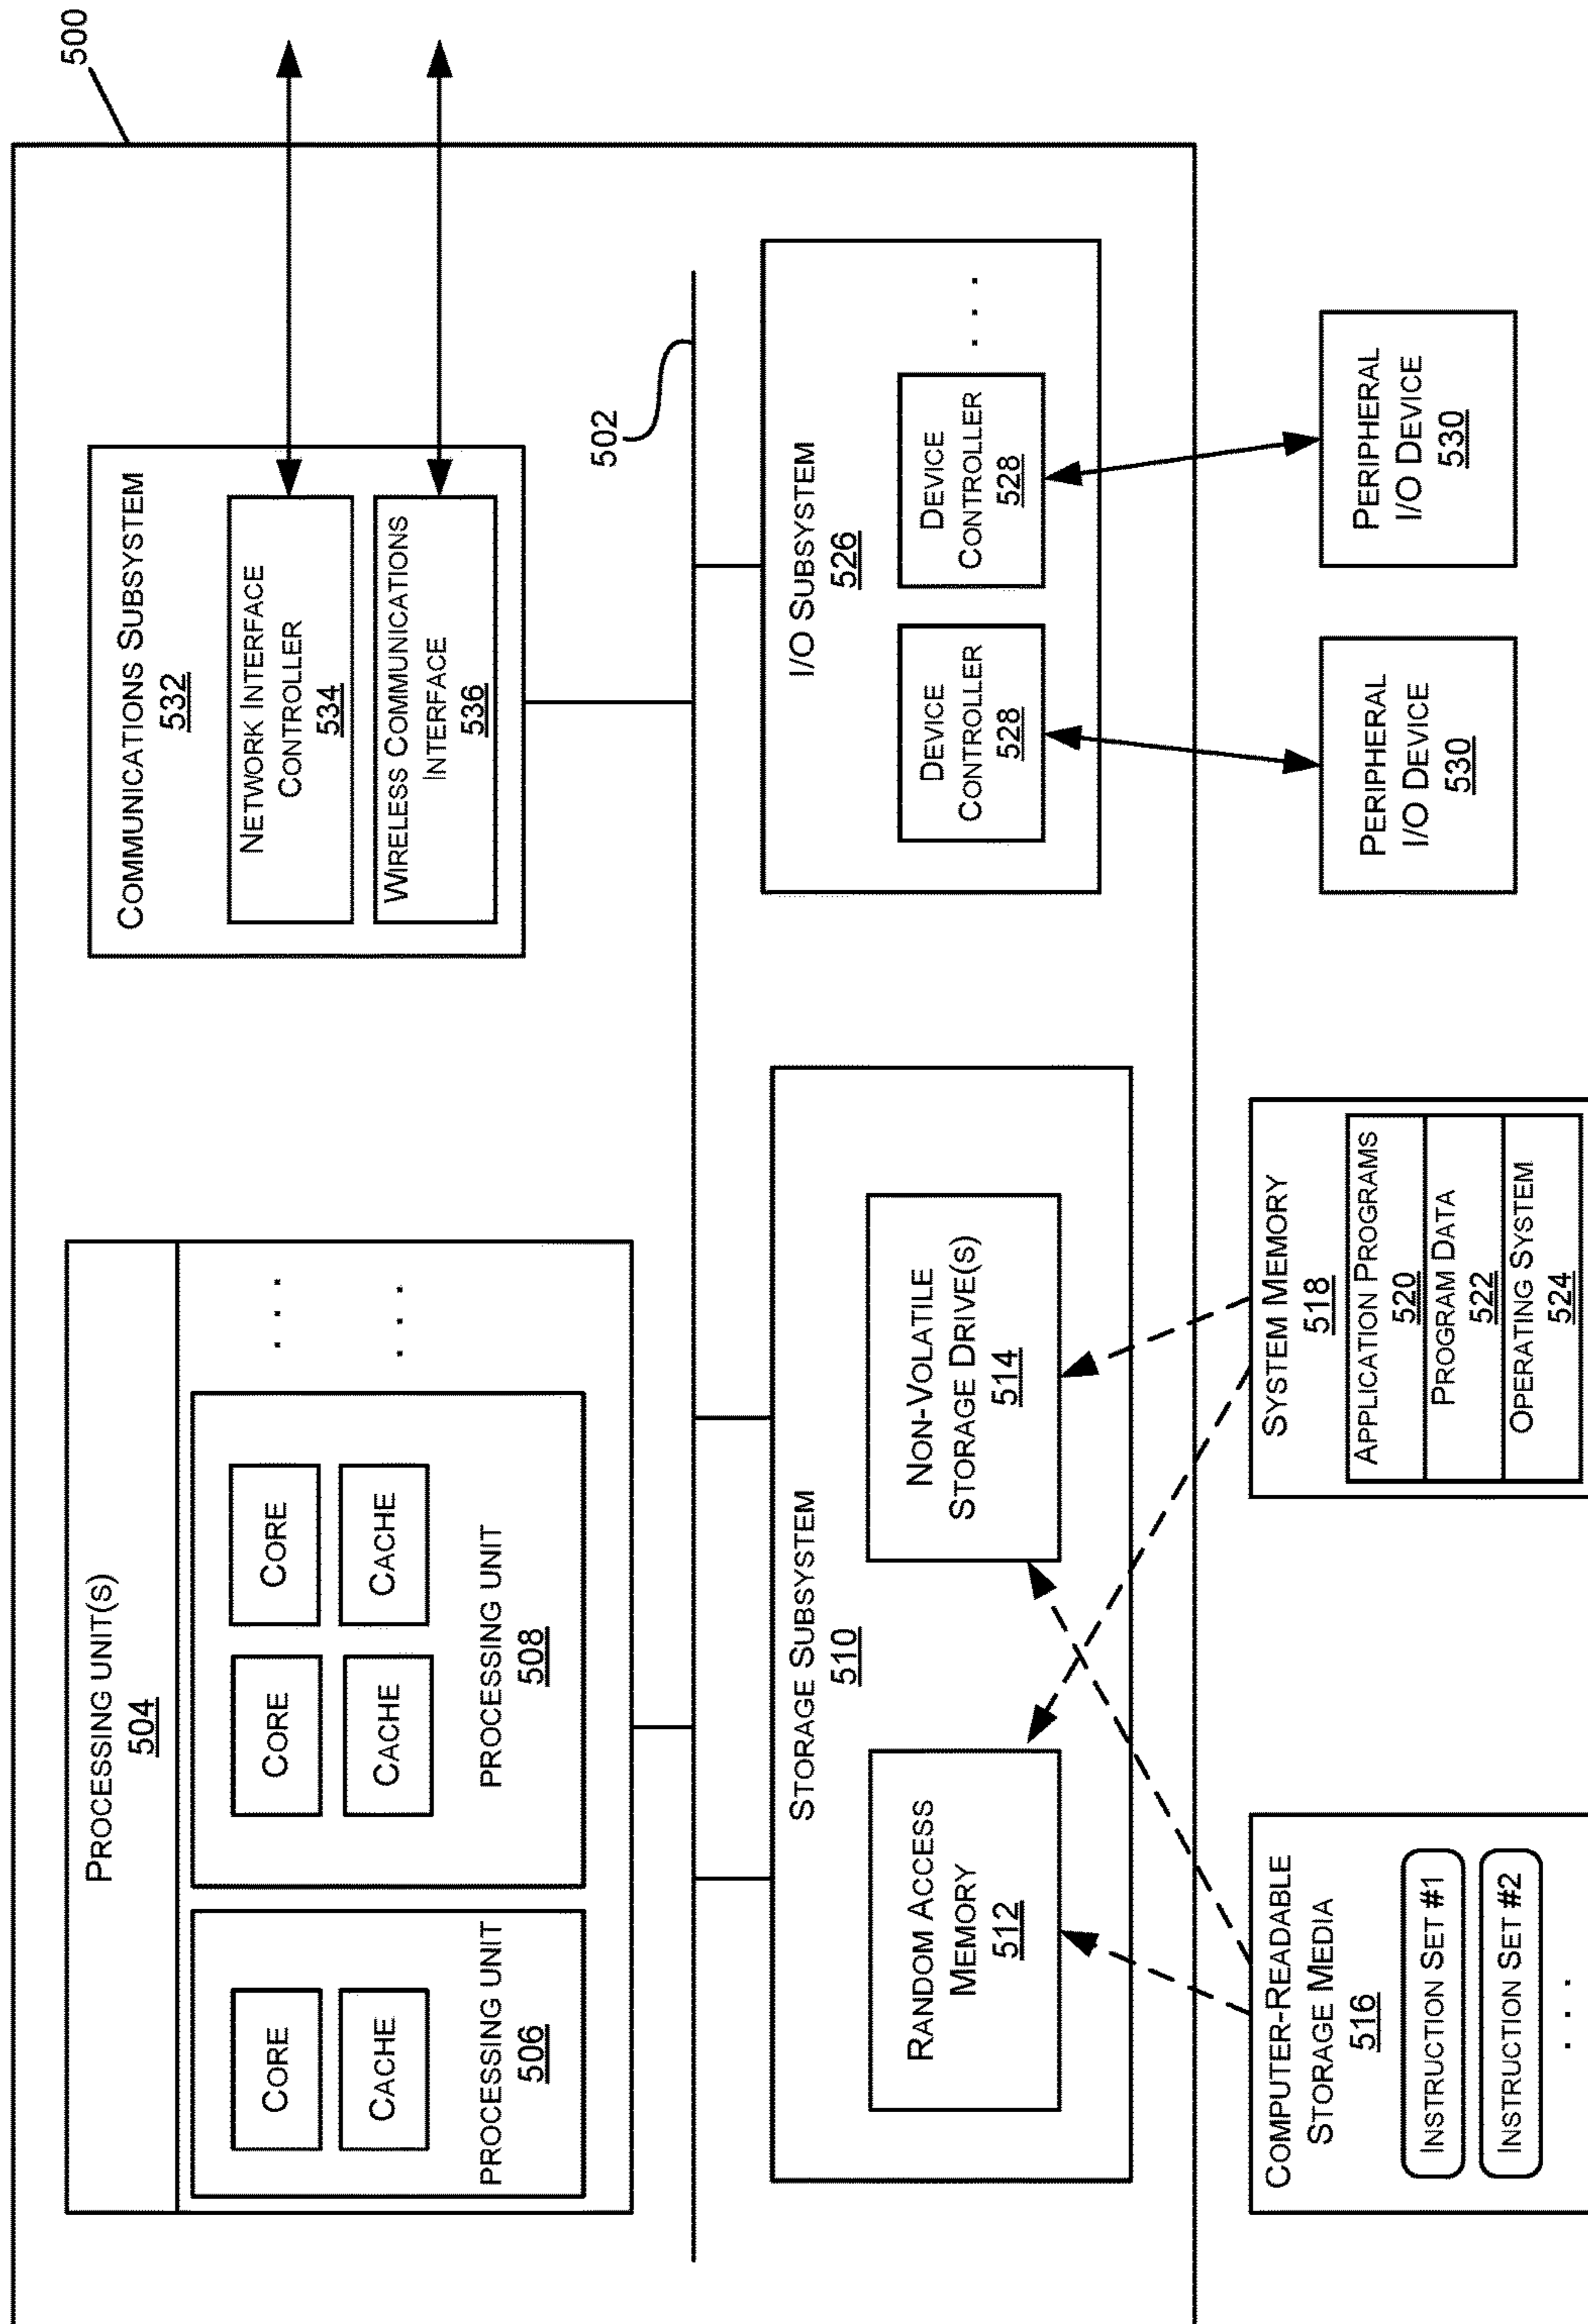 500
PROCESSING UNIT(S)
504
CORE
CACHE
PROCESSING UNIT
506
CORE
CORE
CACHE
CACHE
PROCESSING UNIT
508
. . .
. . .
COMMUNICATIONS SUBSYSTEM
532
NETWORK INTERFACE
CONTROLLER
534
WIRELESS COMMUNICATIONS
INTERFACE
536
502
STORAGE SUBSYSTEM
510
RANDOM ACCESS
MEMORY
512
NON-VOLATILE
STORAGE DRIVE(S)
514
I/O SUBSYSTEM
526
DEVICE
CONTROLLER
528
DEVICE
CONTROLLER
528
. . .
COMPUTER-READABLE
STORAGE MEDIA
516
INSTRUCTION SET #1
INSTRUCTION SET #2
. . .
SYSTEM MEMORY
518
APPLICATION PROGRAMS
520
PROGRAM DATA
522
OPERATING SYSTEM
524
PERIPHERAL
I/O DEVICE
530
PERIPHERAL
I/O DEVICE
530